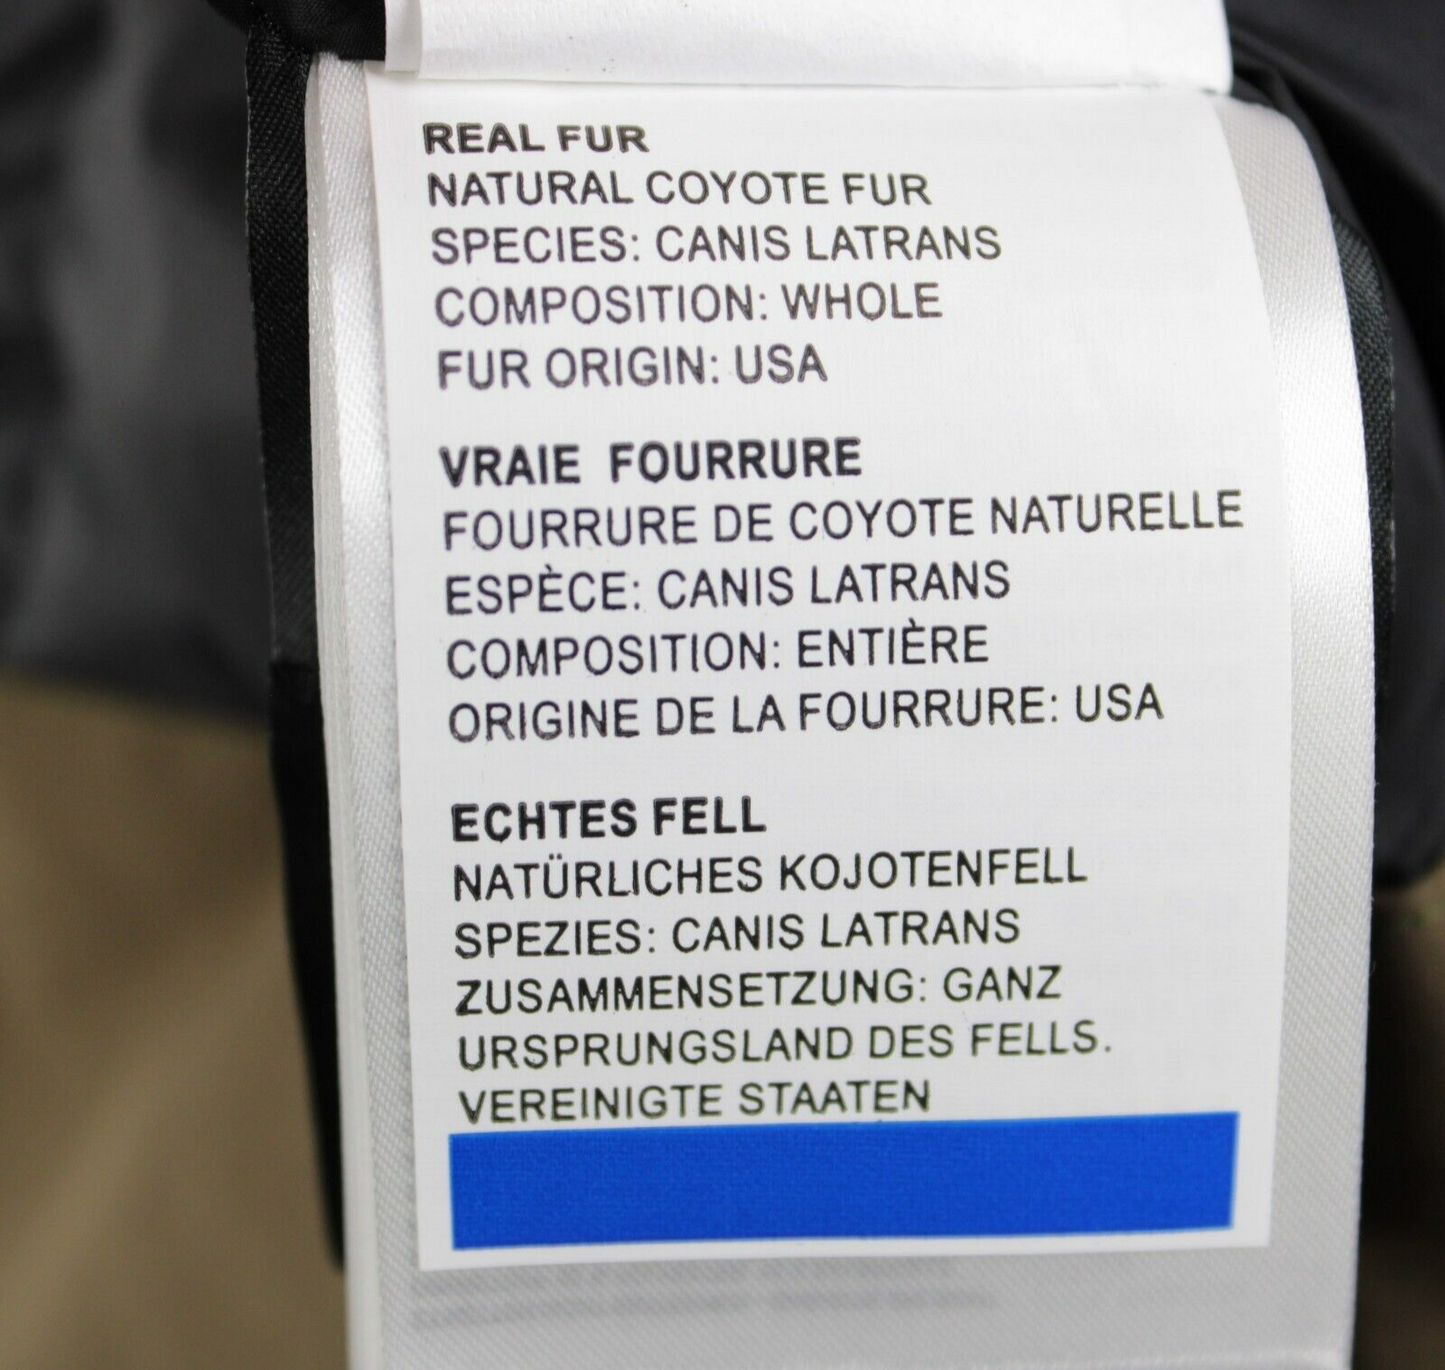 REAL FUR
NATURAL COYOTE FUR
SPECIES: CANIS LATRANS
COMPOSITION: WHOLE
FUR ORIGIN: USA
VRAIE FOURRURE
FOURRURE DE COYOTE NATURELLE
ESPÈCE: CANIS LATRANS
COMPOSITION: ENTIÈRE
ORIGINE DE LA FOURRURE: USA
ECHTES FELL
NATÜRLICHES KOJOTENFELL
SPEZIES: CANIS LATRANS
ZUSAMMENSETZUNG: GANZ
URSPRUNGSLAND DES FELLS.
VEREINIGTE STAATEN